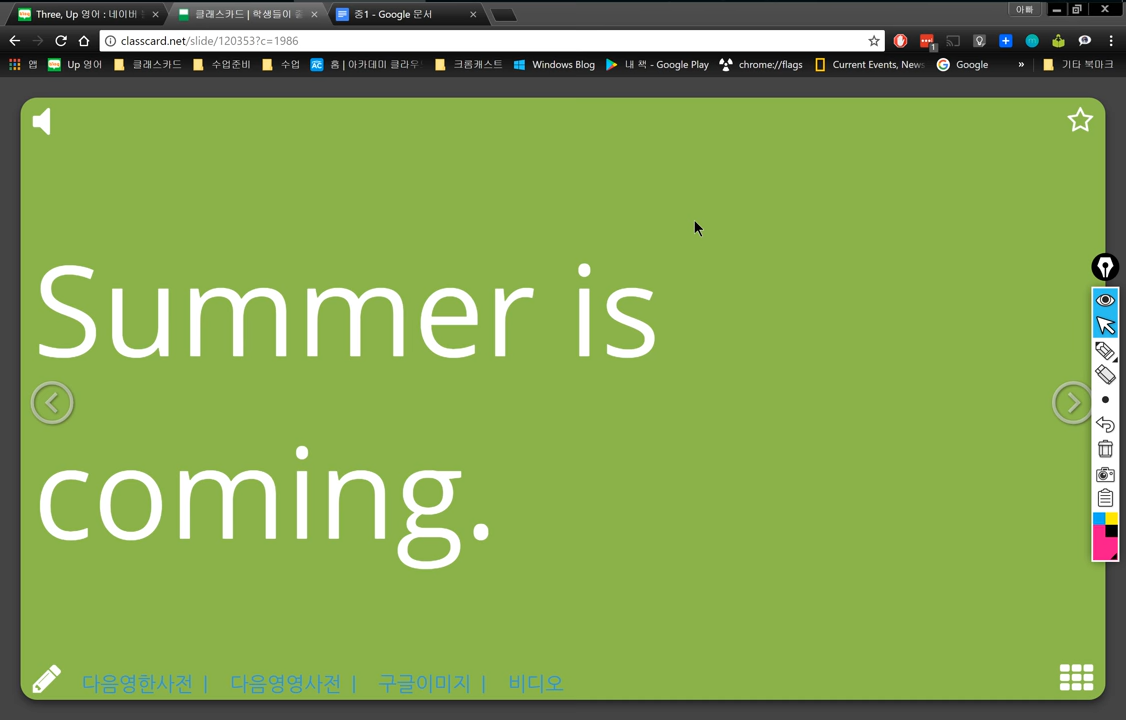 Three, Up 영어 : 네이버
클래스카드 | 학생들이 좋
중1 - Google 문서
아빠
classcard.net/slide/120353?c=1986
1
앱
Up 영어
클래스카드
수업준비
수업
홈 | 아카데미 클라우
크롬캐스트
Windows Blog
내 책 - Google Play
chrome://flags
Current Events, News
Google
»
기타 북마크
Summer is
coming.
다음영한사전 | 다음영영사전 | 구글이미지 | 비디오